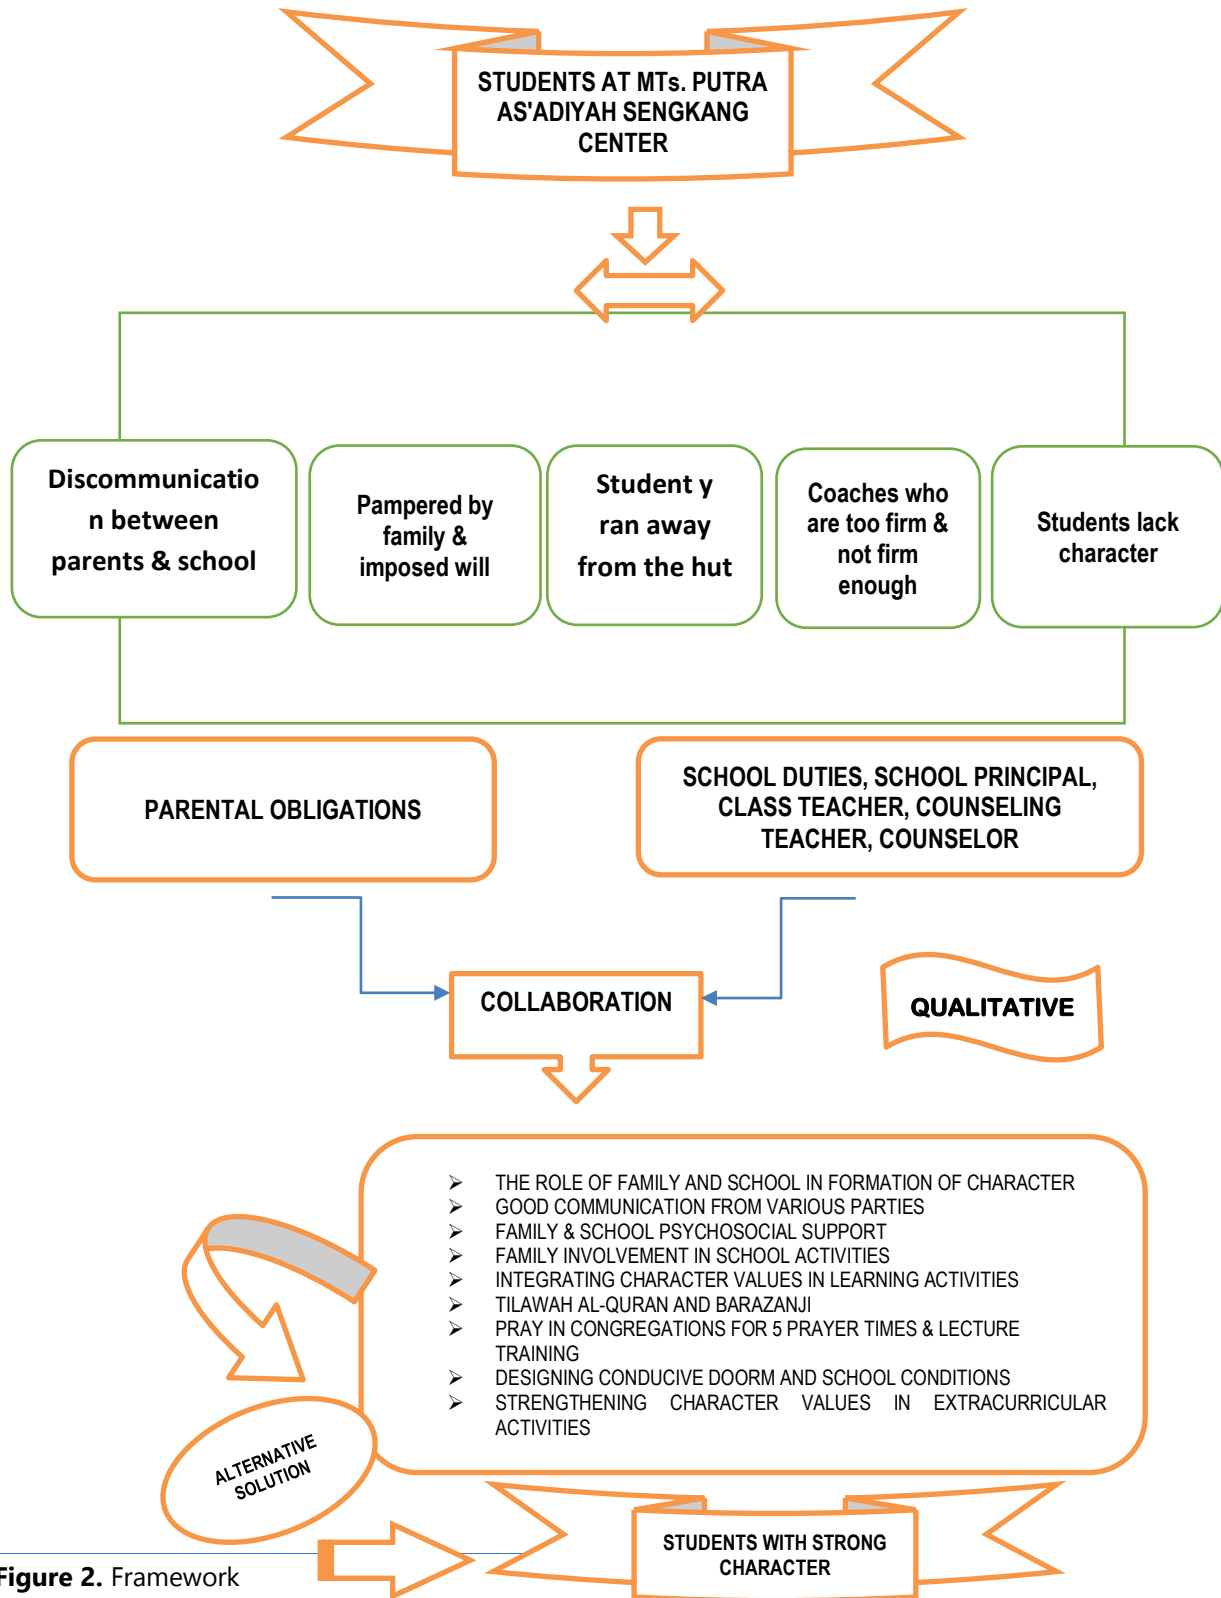 STUDENTS AT MTs. PUTRA
AS'ADIYAH SENGKANG
CENTER
Discommunicatio
n between
parents & school
Pampered by
family &
imposed will
Student y
ran away
from the hut
Coaches who
are too firm &
not firm
enough
Students lack
character
PARENTAL OBLIGATIONS
SCHOOL DUTIES, SCHOOL PRINCIPAL,
CLASS TEACHER, COUNSELING
TEACHER, COUNSELOR
COLLABORATION
QUALITATIVE
➢ THE ROLE OF FAMILY AND SCHOOL IN FORMATION OF CHARACTER
➢ GOOD COMMUNICATION FROM VARIOUS PARTIES
➢ FAMILY & SCHOOL PSYCHOSOCIAL SUPPORT
➢ FAMILY INVOLVEMENT IN SCHOOL ACTIVITIES
➢ INTEGRATING CHARACTER VALUES IN LEARNING ACTIVITIES
➢ TILAWAH AL-QURAN AND BARAZANJI
➢ PRAY IN CONGREGATIONS FOR 5 PRAYER TIMES & LECTURE
TRAINING
➢ DESIGNING CONDUCIVE DOORM AND SCHOOL CONDITIONS
➢ STRENGTHENING CHARACTER VALUES IN EXTRACURRICULAR
ACTIVITIES
ALTERNATIVE
SOLUTION
STUDENTS WITH STRONG
CHARACTER
Figure 2. Framework